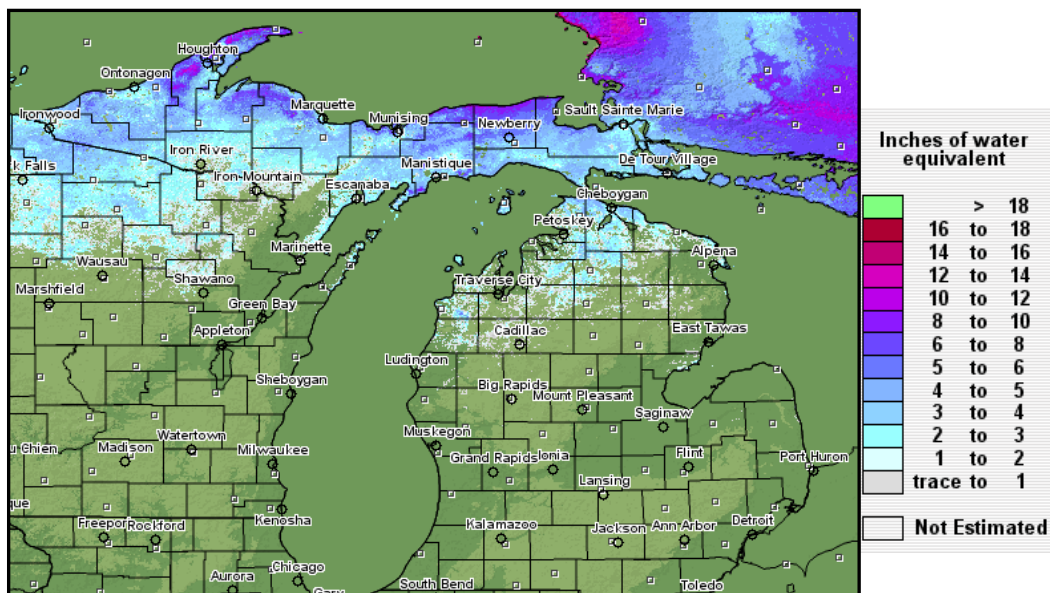 Houghton
Ontonagon
Ironwood
Marquette
Munising
Newberry
Sault Sainte Marie
Iron River
k Falls
Iron-Mountain
Escanaba
Manistique
De Tour Village
Cheboygan
Petoskey
Marinette
Alpena
Wausau
Shawano
Traverse City
Marshfield
Green Bay
Appleton
Cadillac
East Tawas
Ludington
Sheboygan
Big Rapids
Mount Pleasant
Saginaw
Muskegon
u Chien
Madison
Watertown
Milwaukee
Grand Rapids
Ionia
Flint
Port Huron
Lansing
que
Freepor
Rockford
Kenosha
Kalamazoo
Jackson
Ann Arbor
Detroit
Aurora
Chicago
Gary
South Bend
Toledo
Inches of water
equivalent
> 18
16 to 18
14 to 16
12 to 14
10 to 12
8 to 10
6 to 8
5 to 6
4 to 5
3 to 4
2 to 3
1 to 2
trace to 1
Not Estimated